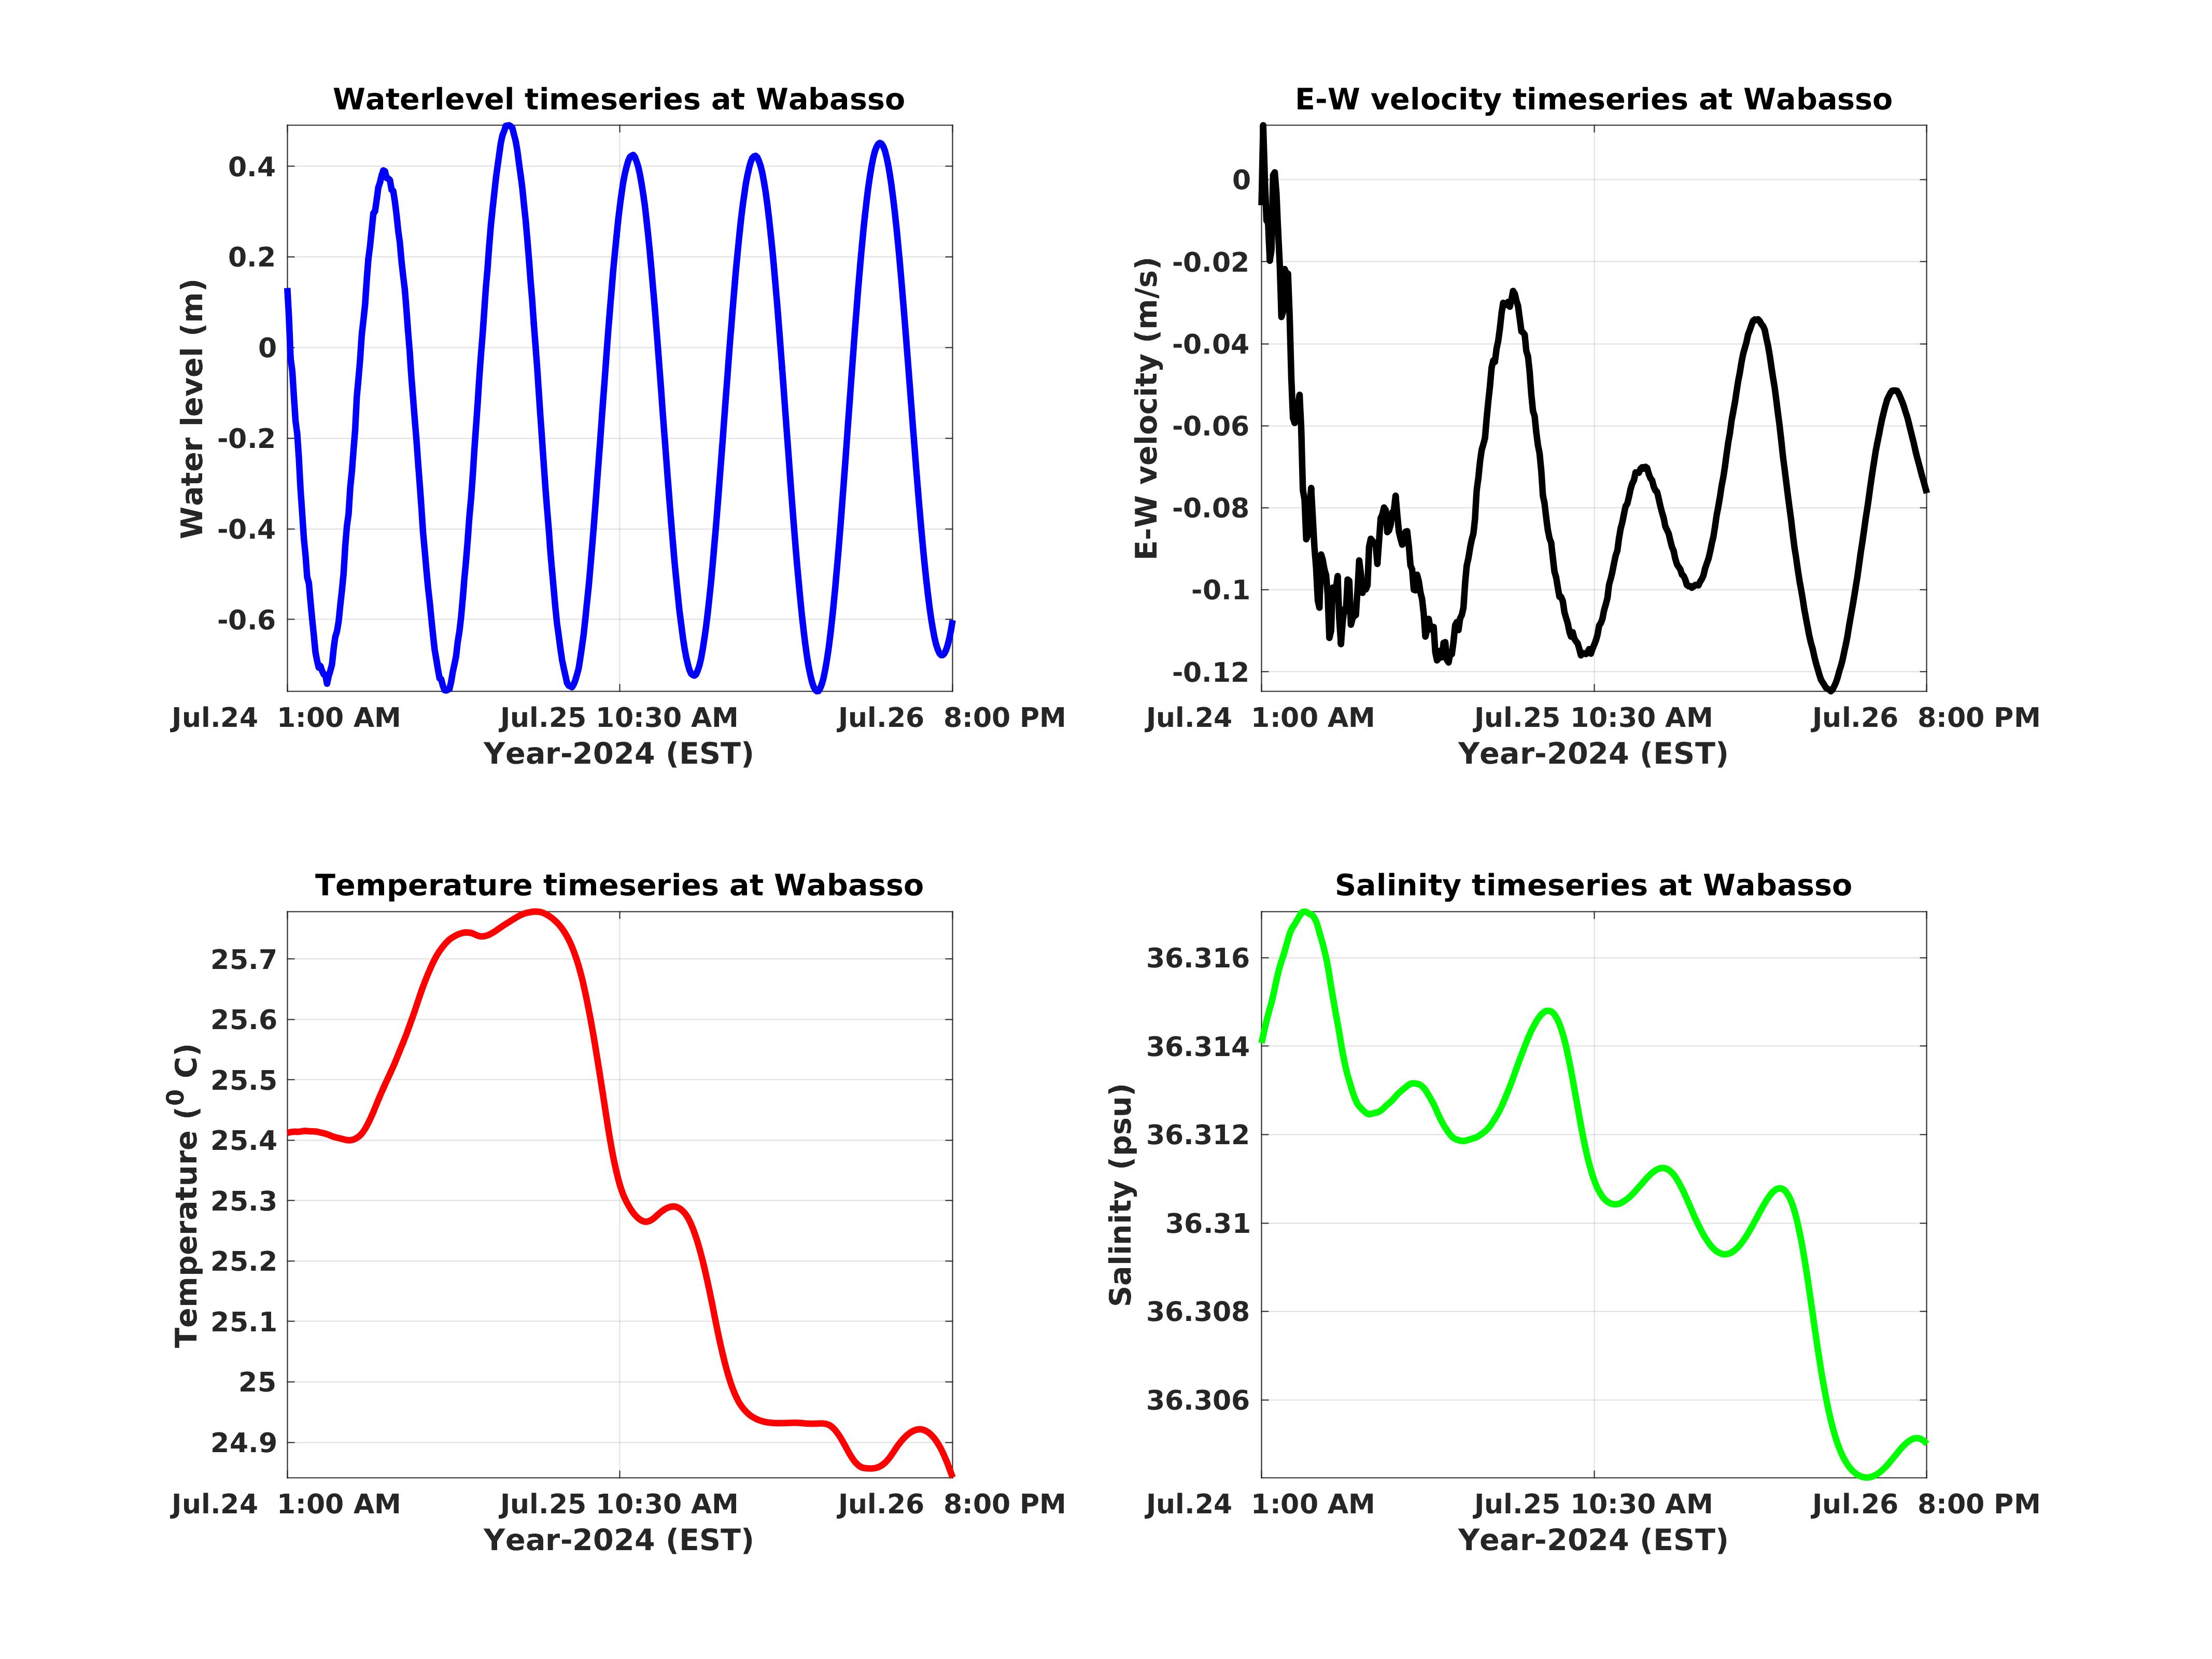 Waterlevel timeseries at Wabasso
0.4
0.2
0
-0.2
-0.4
-0.6
Water level (m)
Jul.24  1:00 AM
Jul.25 10:30 AM
Jul.26  8:00 PM
Year-2024 (EST)
E-W velocity timeseries at Wabasso
0
-0.02
-0.04
-0.06
-0.08
-0.1
-0.12
E-W velocity (m/s)
Jul.24  1:00 AM
Jul.25 10:30 AM
Jul.26  8:00 PM
Year-2024 (EST)
Temperature timeseries at Wabasso
25.7
25.6
25.5
25.4
25.3
25.2
25.1
25
24.9
Temperature (⁰ C)
Jul.24  1:00 AM
Jul.25 10:30 AM
Jul.26  8:00 PM
Year-2024 (EST)
Salinity timeseries at Wabasso
36.316
36.314
36.312
36.31
36.308
36.306
Salinity (psu)
Jul.24  1:00 AM
Jul.25 10:30 AM
Jul.26  8:00 PM
Year-2024 (EST)